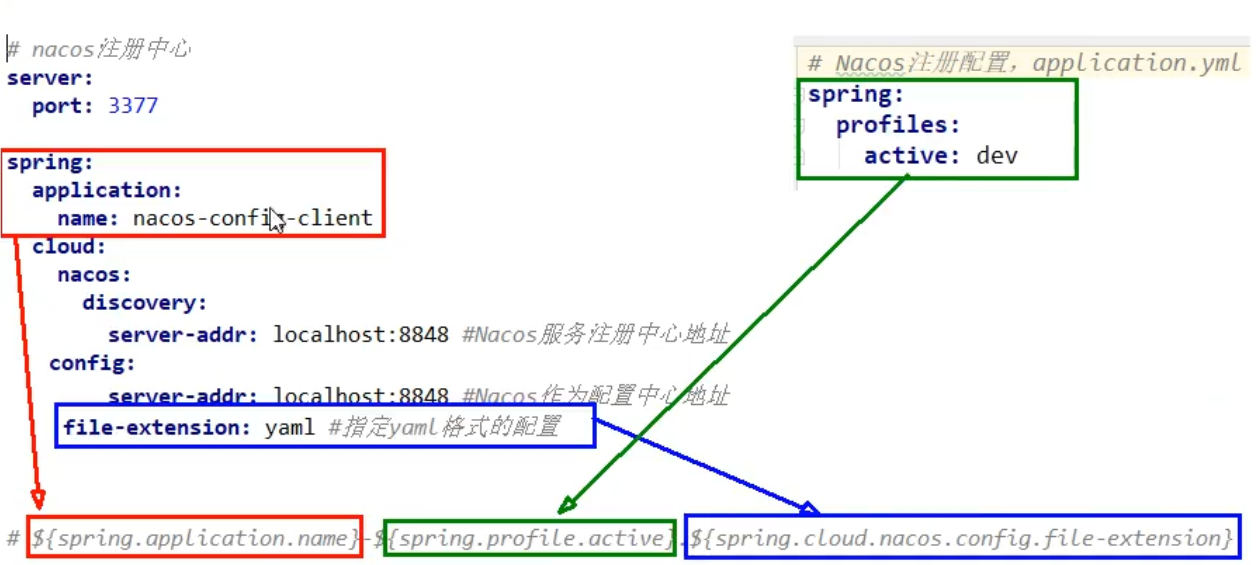 # nacos注册中心
server:
port: 3377
spring:
application:
name: nacos-config-client
cloud:
nacos:
discovery:
server-addr: localhost:8848 #Nacos服务注册中心地址
config:
server-addr: localhost:8848 #Nacos作为配置中心地址
file-extension: yaml #指定yaml格式的配置
# Nacos注册配置，application.yml
spring:
profiles:
active: dev
# ${spring.application.name}-${spring.profile.active}.${spring.cloud.nacos.config.file-extension}